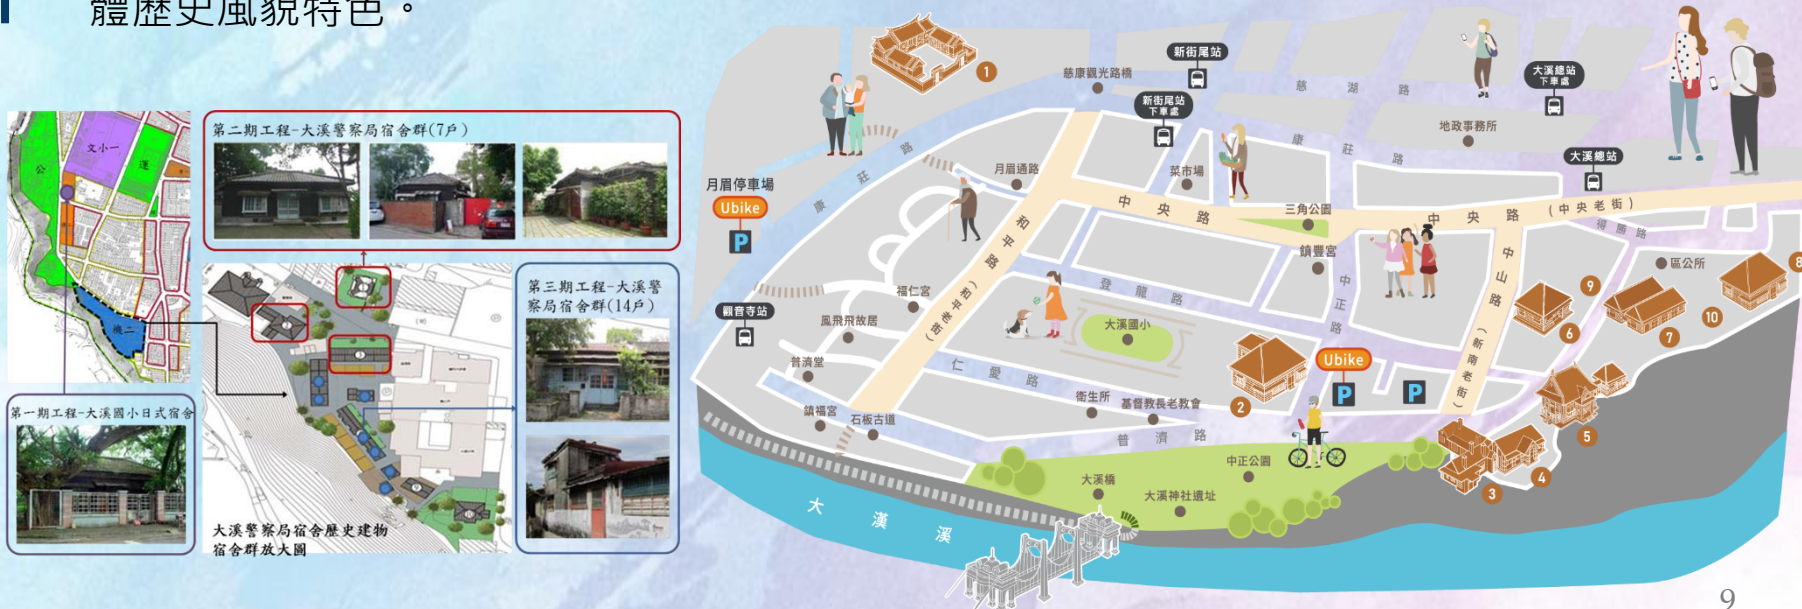 體歷史風貌特色。
文小一
公
運
機二
第二期工程-大溪警察局宿舍群(7戶)
第三期工程-大溪警
察局宿舍群(14戶)
第一期工程-大溪國小日式宿舍
大溪警察局宿舍歷史建物
宿舍群放大圖
1
2
3
新街尾站
慈康觀光路橋
慈湖路
大溪總站
下車處
新街尾站
下車處
地政事務所
康莊路
康莊路
月眉通路
菜市場
大溪總站
月眉停車場
Ubike
P
中央路
三角公園
中央路
(中央老街)
得勝路
和平路
(和平老街)
鎮豐宮
中山路
(新南老街)
區公所
8
登龍路
中正路
9
福仁宮
10
觀音寺站
鳳飛飛故居
大溪國小
6
7
普濟堂
仁愛路
Ubike
P
P
衛生所
基督教長老教會
2
鎮福宮
石板古道
普濟路
5
中正公園
4
大溪橋
大溪神社遺址
3
大漢溪
1
9